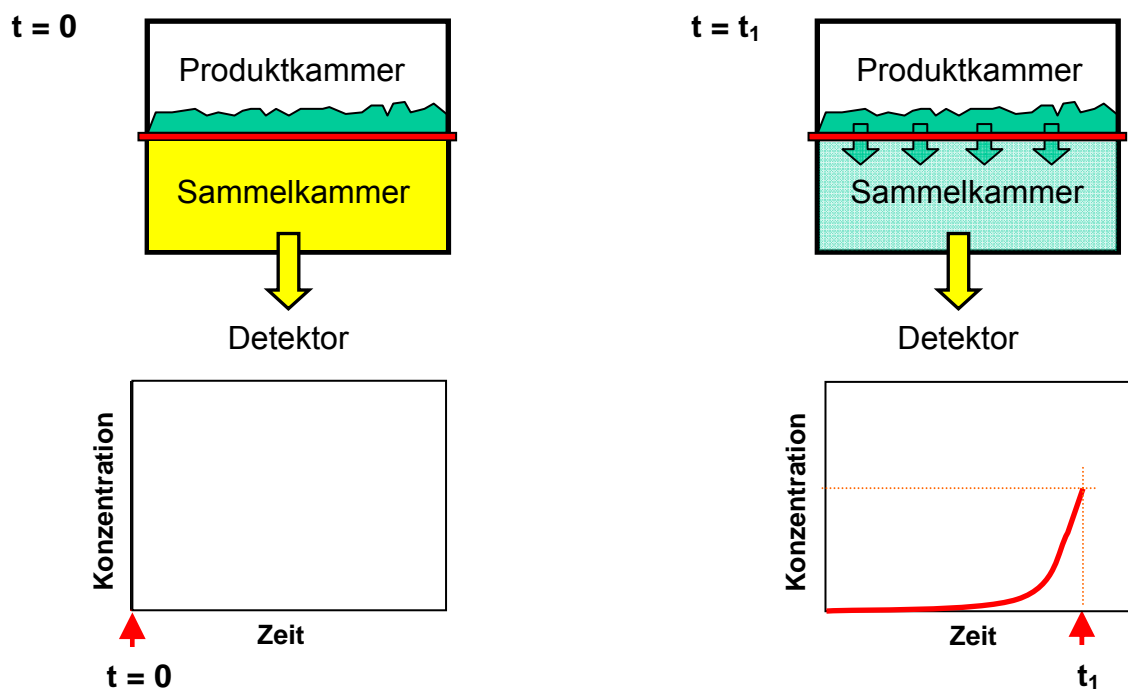 t = 0
Produktkammer
Sammelkammer
Detektor
Konzentration
Zeit
t = 0
t = t₁
Produktkammer
Sammelkammer
Detektor
Konzentration
Zeit
t₁